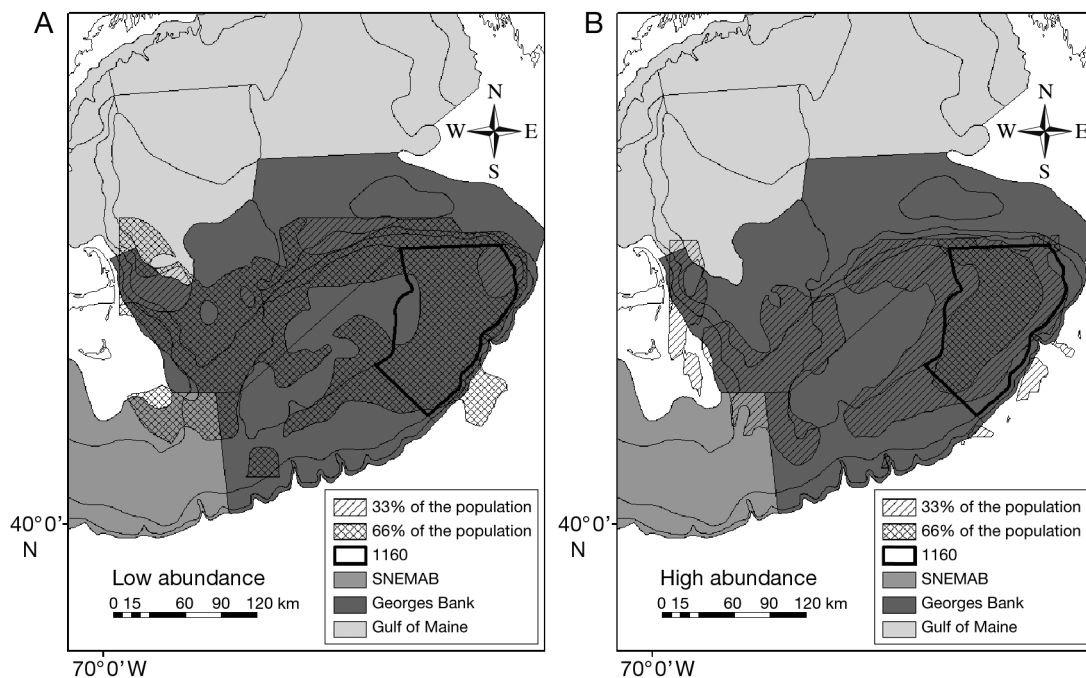 A
N
W
E
S
40°0'
N
33% of the population
66% of the population
1160
SNEMAB
Georges Bank
Gulf of Maine
Low abundance
0 15 60 90 120 km
70°0'W
B
N
W
E
S
40°0'
N
33% of the population
66% of the population
1160
SNEMAB
Georges Bank
Gulf of Maine
High abundance
0 15 60 90 120 km
70°0'W